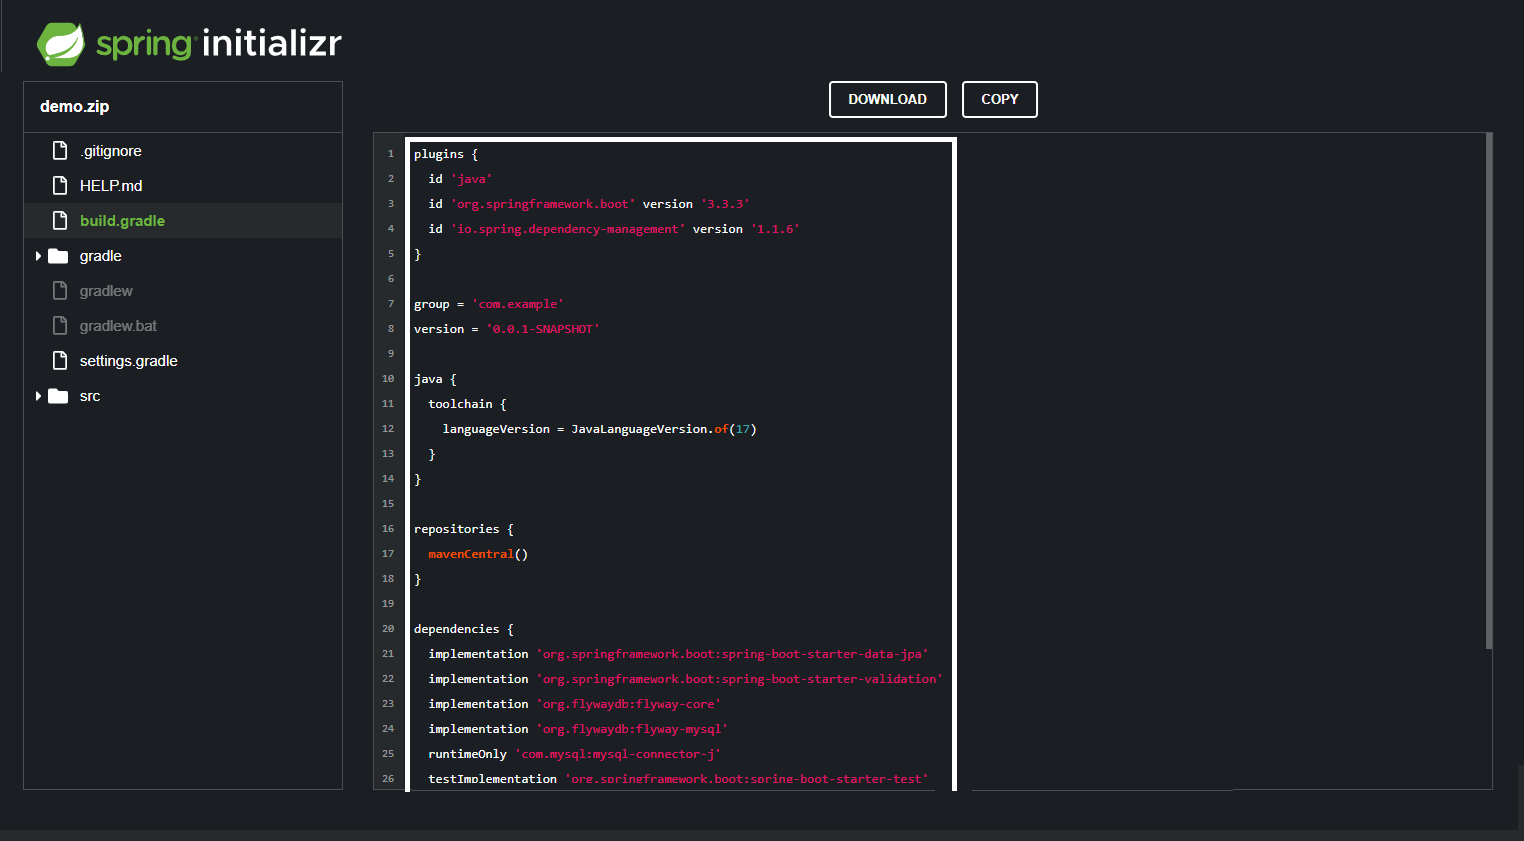 spring initializr
demo.zip
DOWNLOAD
COPY
.gitignore
HELP.md
build.gradle
gradle
gradlew
gradlew.bat
settings.gradle
src
1 plugins {
2 id 'java'
3 id 'org.springframework.boot' version '3.3.3'
4 id 'io.spring.dependency-management' version '1.1.6'
5 }
6
7 group = 'com.example'
8 version = '0.0.1-SNAPSHOT'
9
10 java {
11 toolchain {
12 languageVersion = JavaLanguageVersion.of(17)
13 }
14 }
15
16 repositories {
17 mavenCentral()
18 }
19
20 dependencies {
21 implementation 'org.springframework.boot:spring-boot-starter-data-jpa'
22 implementation 'org.springframework.boot:spring-boot-starter-validation'
23 implementation 'org.flywaydb:flyway-core'
24 implementation 'org.flywaydb:flyway-mysql'
25 runtimeOnly 'com.mysql:mysql-connector-j'
26 testImplementation 'org.springframework.boot:spring-boot-starter-test'